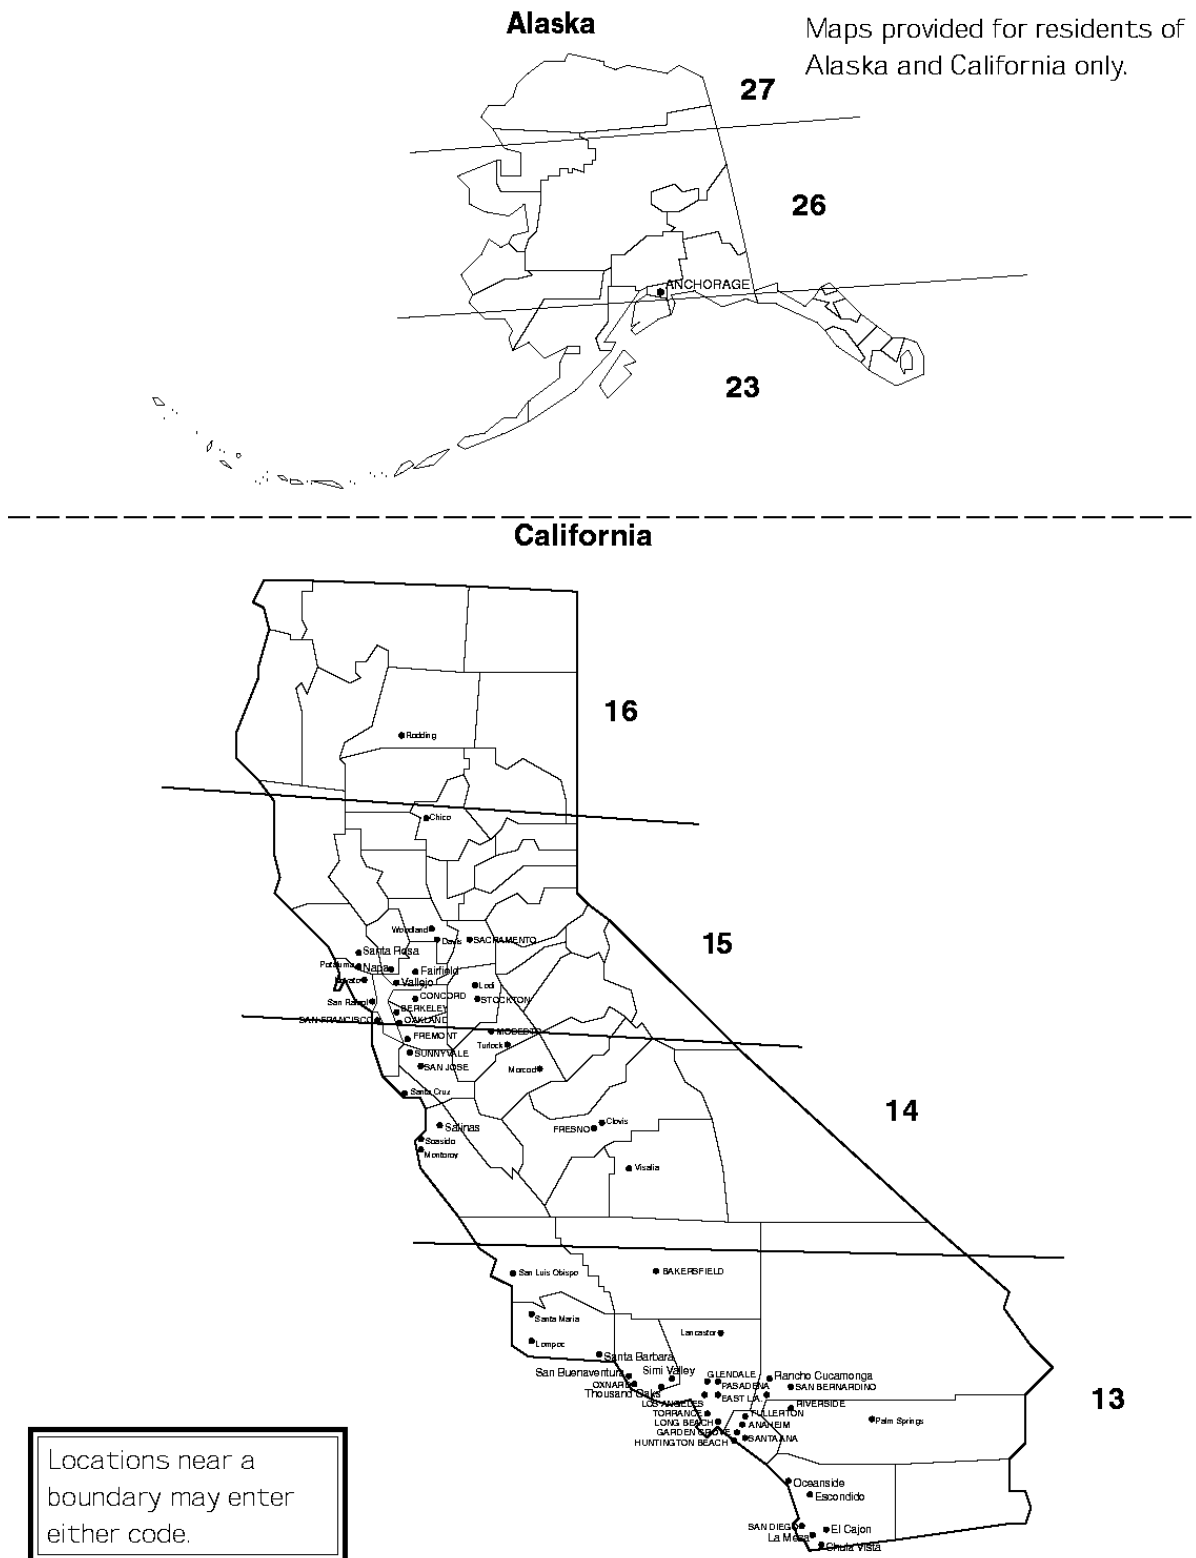 Alaska
Maps provided for residents of
Alaska and California only.
27
26
ANCHORAGE
23
California
16
Redding
Chico
Woodland
Davis
SACRAMENTO
15
Santa Rosa
Petaluma
Napa
Fairfield
Novato
Vallejo
Lodi
CONCORD
STOCKTON
San Rafael
BERKELEY
SAN FRANCISCO
OAKLAND
MODESTO
FREMONT
Turlock
SUNNYVALE
SAN JOSE
Merced
Santa Cruz
14
Salinas
Clovis
FRESNO
Seaside
Monterey
Visalia
San Luis Obispo
BAKERSFIELD
Santa Maria
Lancaster
Lompoc
Santa Barbara
San Buenaventura
Simi Valley
GLENDALE
Rancho Cucamonga
OXNARD
PASADENA
SAN BERNARDINO
Thousand Oaks
EAST L.A.
13
LOS ANGELES
RIVERSIDE
TORRANCE
FULLERTON
LONG BEACH
ANAHEIM
Palm Springs
GARDEN GROVE
SANTA ANA
HUNTINGTON BEACH
Oceanside
Escondido
SAN DIEGO
El Cajon
La Mesa
Chula Vista
Locations near a
boundary may enter
either code.